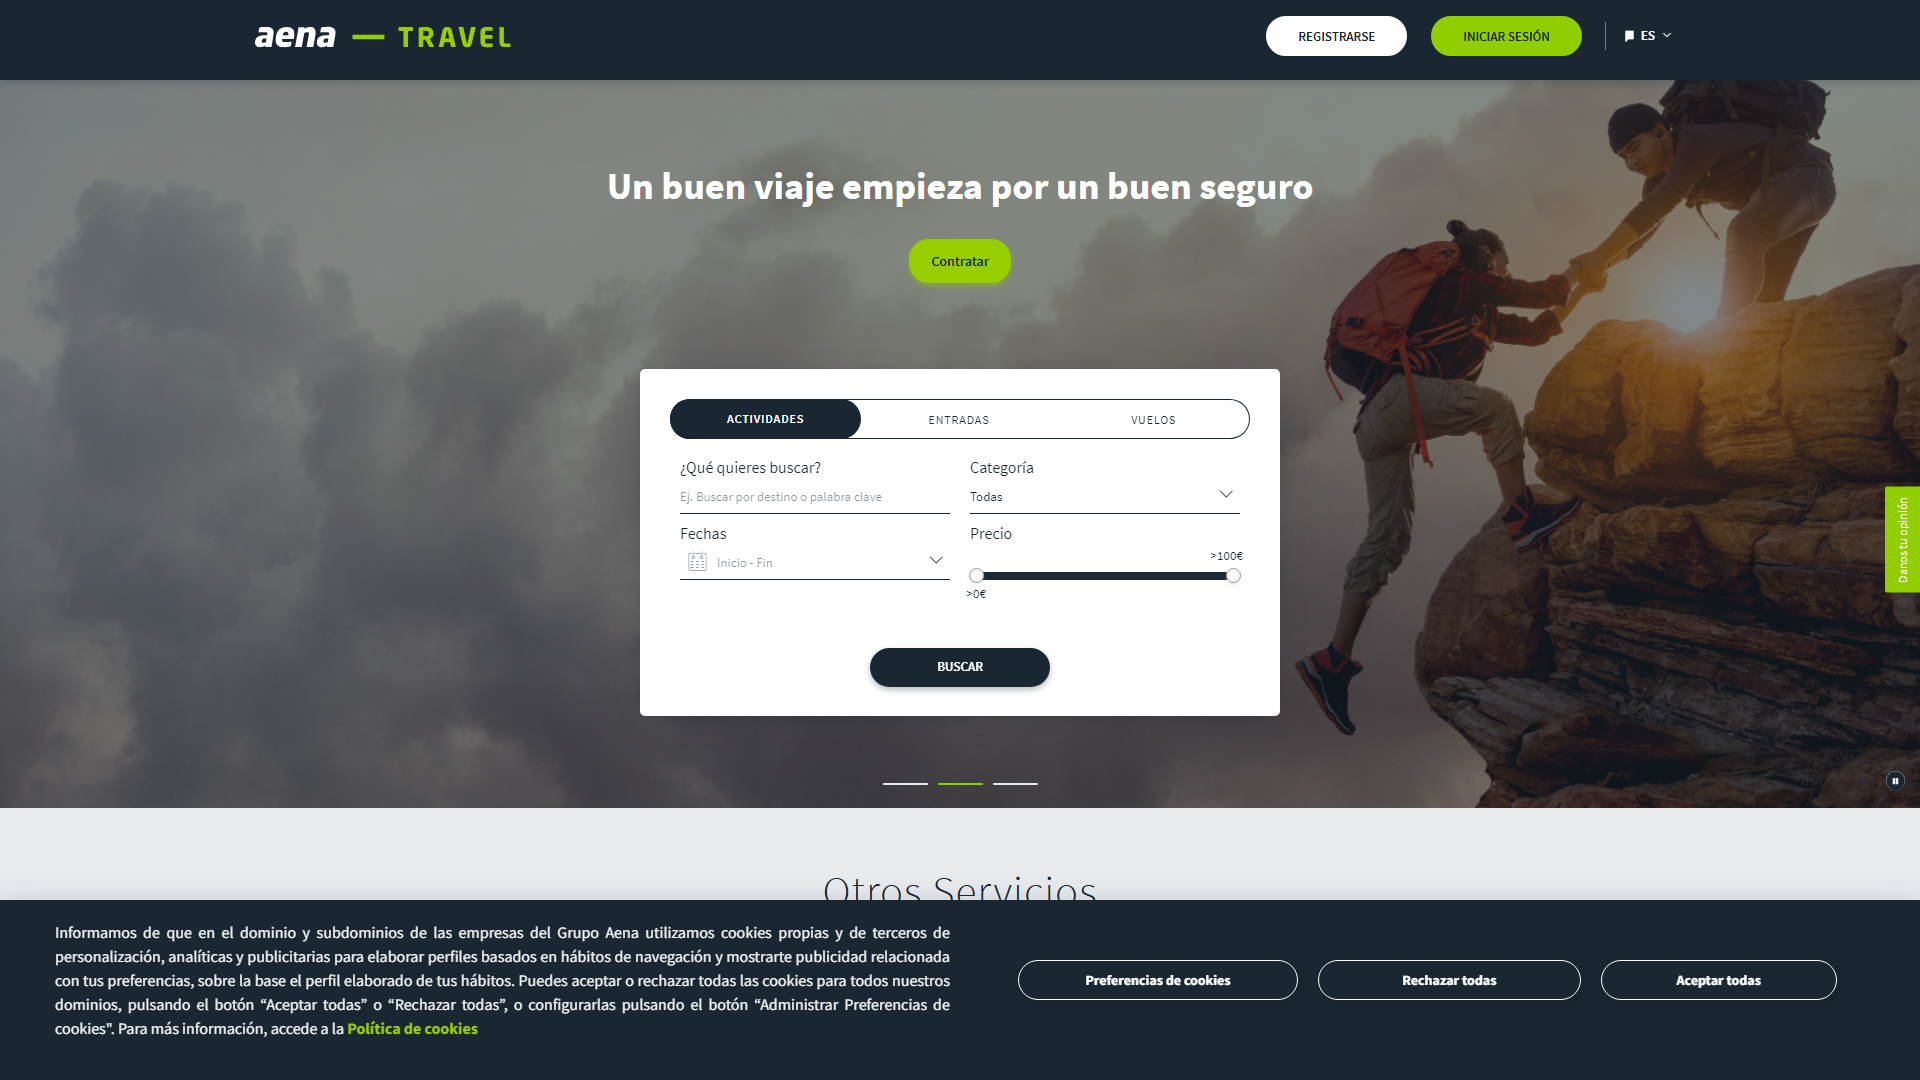 aena — TRAVEL
REGISTRARSE
INICIAR SESIÓN
ES
Un buen viaje empieza por un buen seguro
Contratar
ACTIVIDADES
ENTRADAS
VUELOS
¿Qué quieres buscar?
Ej. Buscar por destino o palabra clave
Categoría
Todas
Fechas
Inicio - Fin
Precio
>100€
>0€
BUSCAR
Danos tu opinión
Otros Servicios
Informamos de que en el dominio y subdominios de las empresas del Grupo Aena utilizamos cookies propias y de terceros de
personalización, analíticas y publicitarias para elaborar perfiles basados en hábitos de navegación y mostrarte publicidad relacionada
con tus preferencias, sobre la base el perfil elaborado de tus hábitos. Puedes aceptar o rechazar todas las cookies para todos nuestros
dominios, pulsando el botón “Aceptar todas” o “Rechazar todas”, o configurarlas pulsando el botón “Administrar Preferencias de
cookies". Para más información, accede a la Política de cookies
Preferencias de cookies
Rechazar todas
Aceptar todas